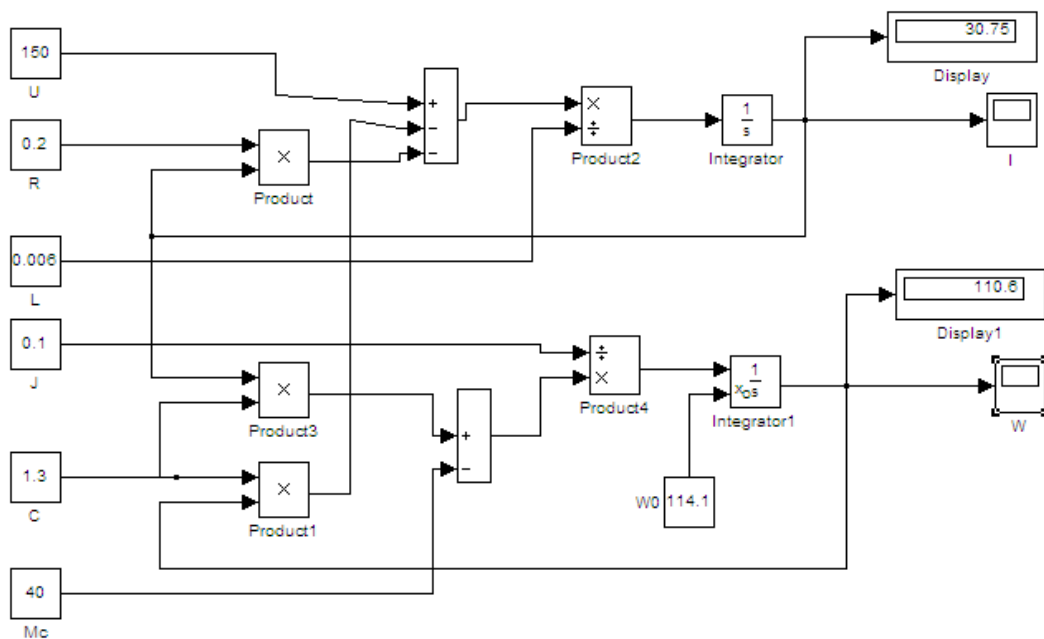 150
U
0.2
R
0.006
L
0.1
J
1.3
C
40
Mc
×
Product
×
Product3
×
Product1
+
−
−
+
−
×
÷
Product2
÷
×
Product4
1
s
Integrator
1
x₀ s
Integrator1
W0
114.1
30.75
Display
I
110.6
Display1
W